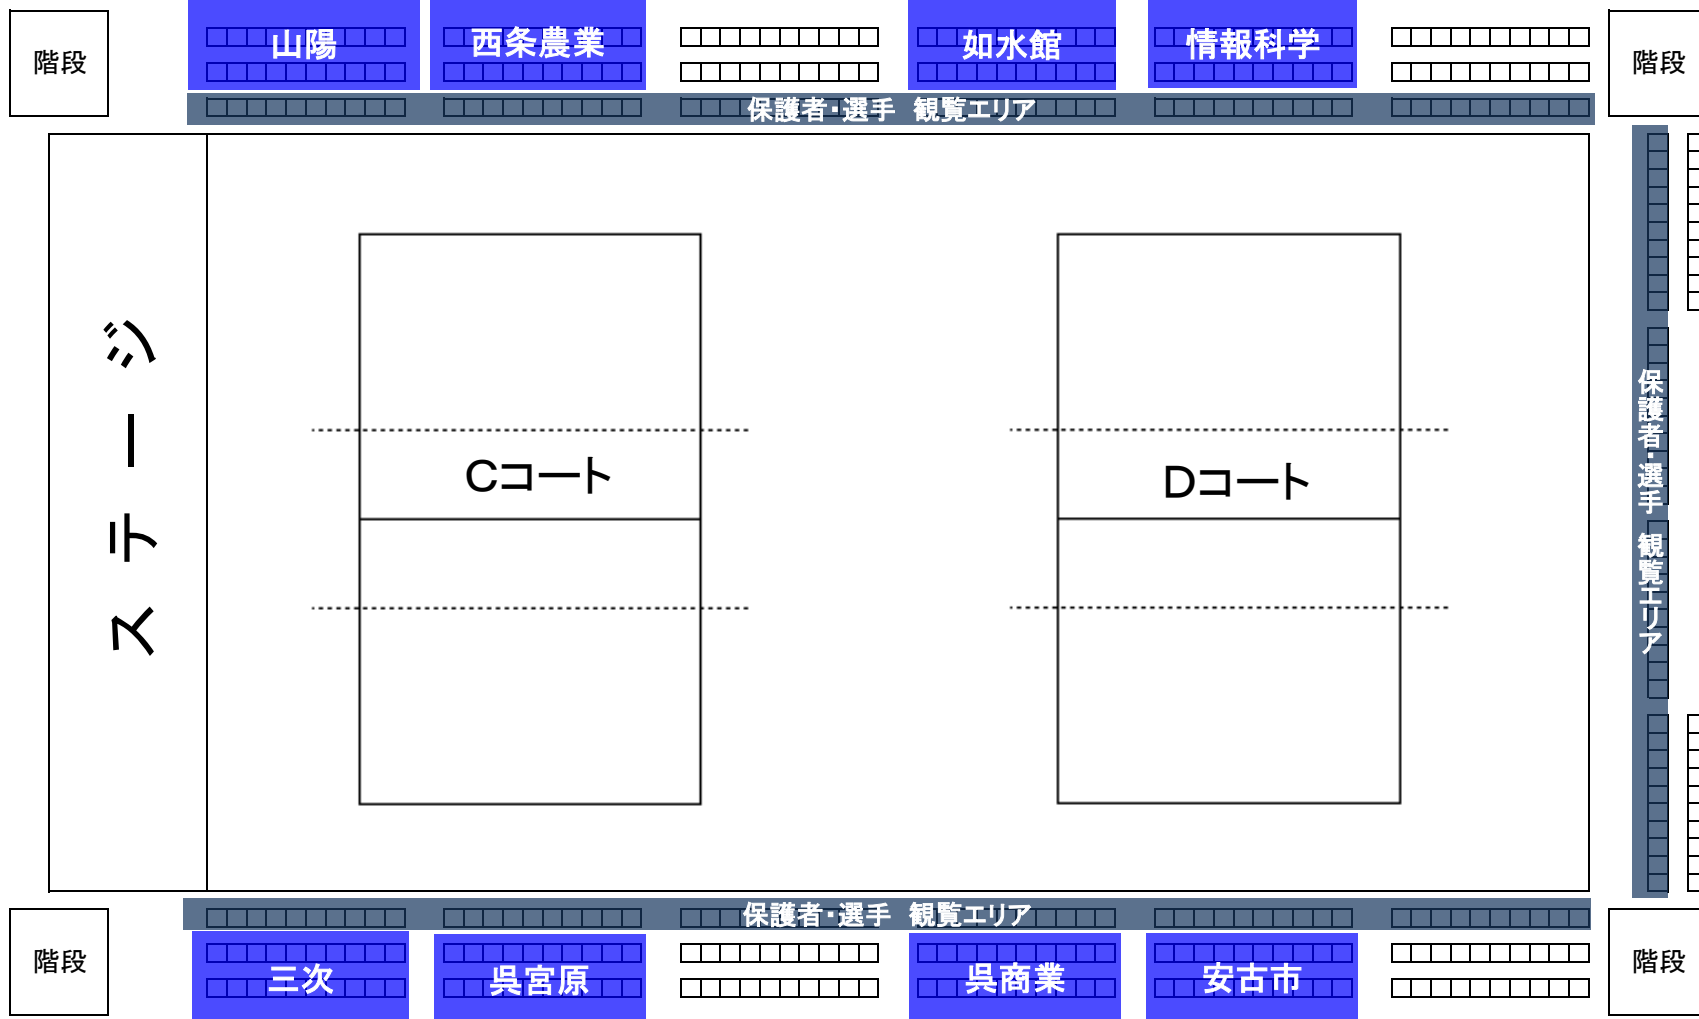 階段
山陽
西条農業
如水館
情報科学
階段
保護者・選手　観覧エリア
ステージ
Cコート
Dコート
保護者・選手　観覧エリア
保護者・選手　観覧エリア
階段
三次
呉宮原
呉商業
安古市
階段